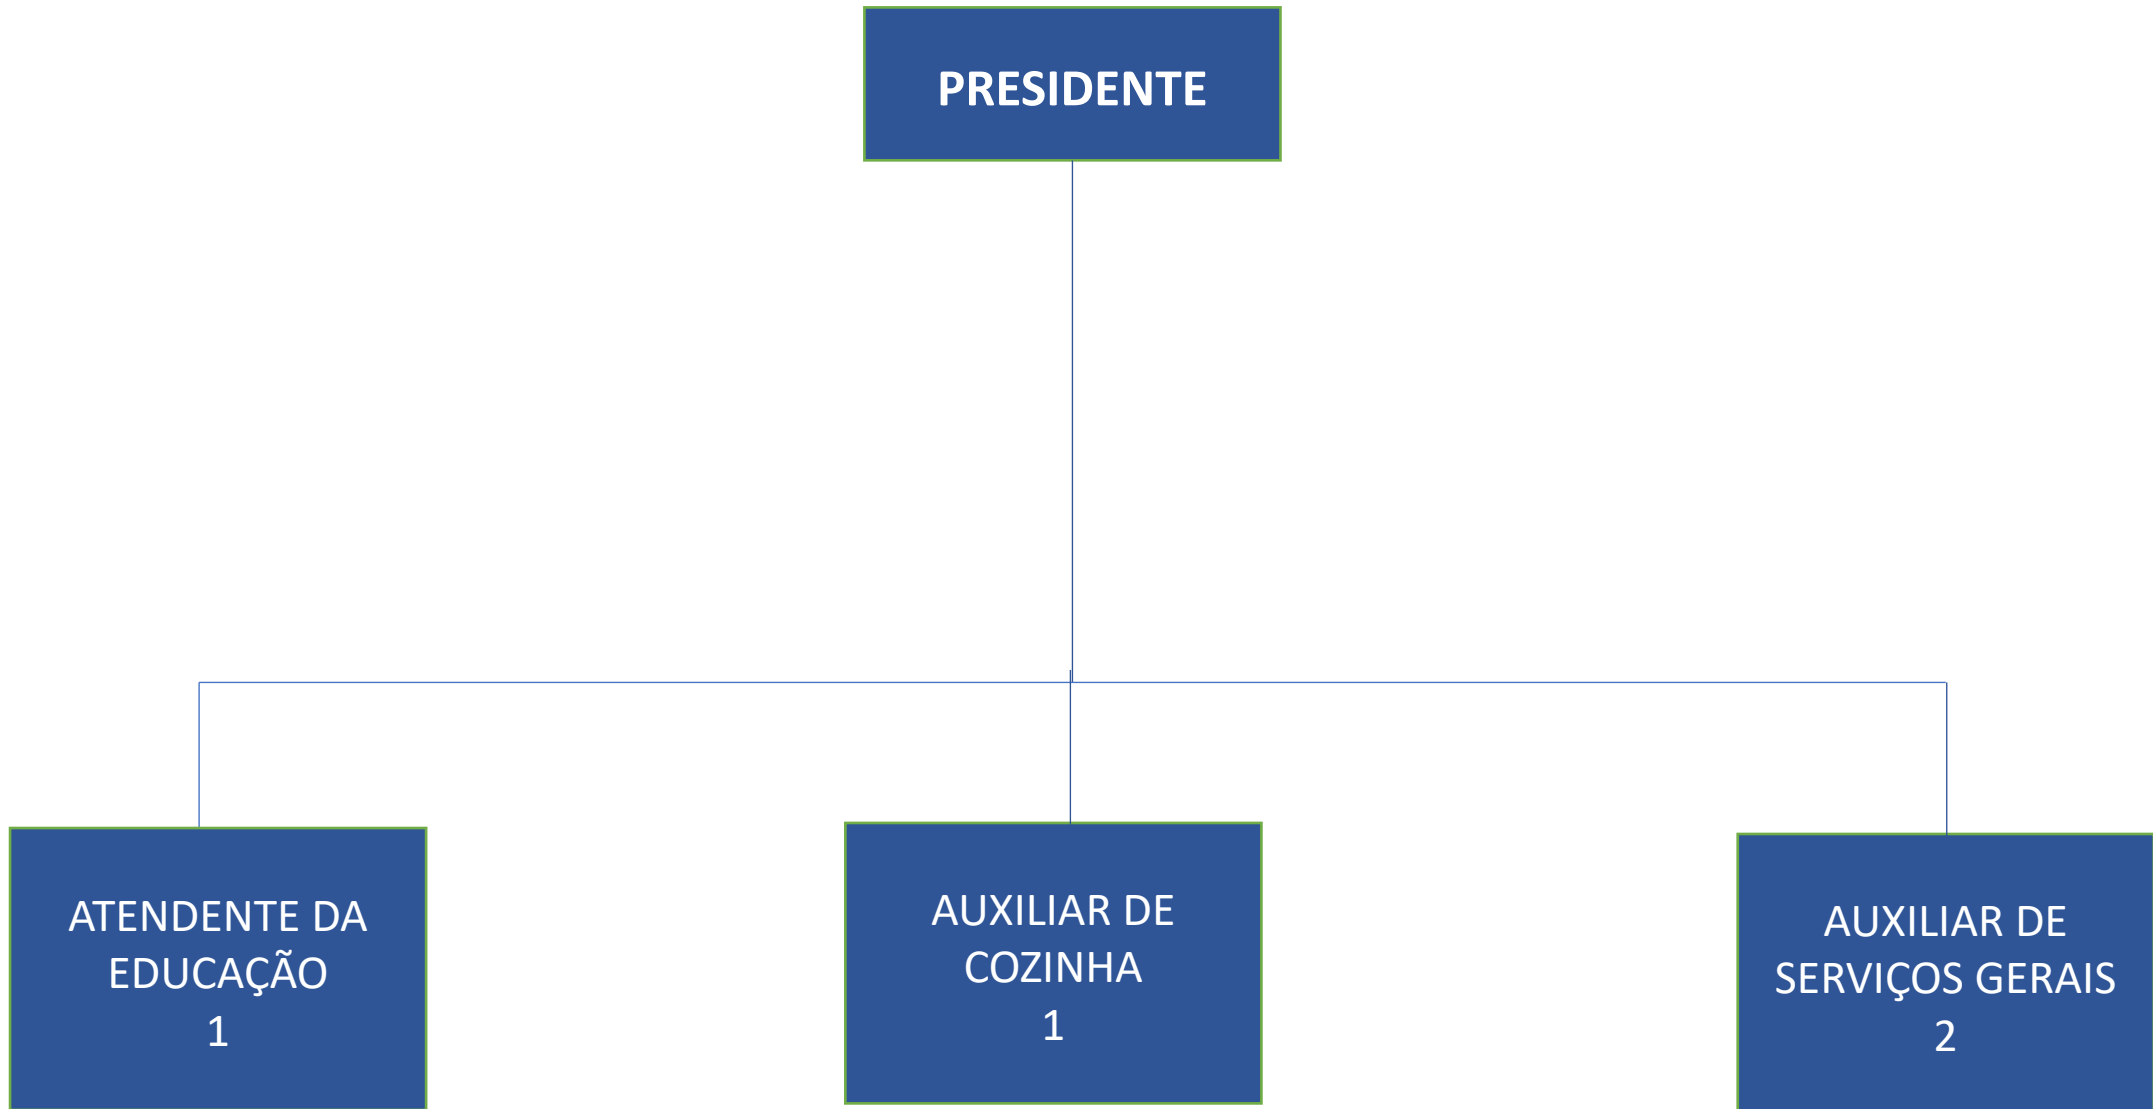 PRESIDENTE
ATENDENTE DA
EDUCAÇÃO
1
AUXILIAR DE
COZINHA
1
AUXILIAR DE
SERVIÇOS GERAIS
2